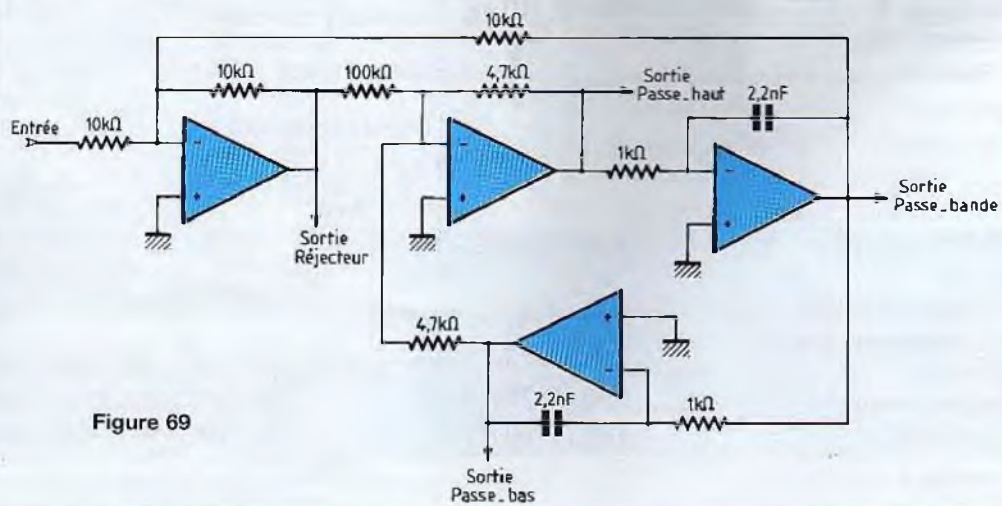 10kΩ
10kΩ
100kΩ
4,7kΩ
Sortie
Passe_haut
2,2nF
Entrée
10kΩ
-
+
-
+
1kΩ
-
+
Sortie
Passe_bande
Sortie
Réjecteur
4,7kΩ
+
-
2,2nF
1kΩ
Figure 69
Sortie
Passe_bas